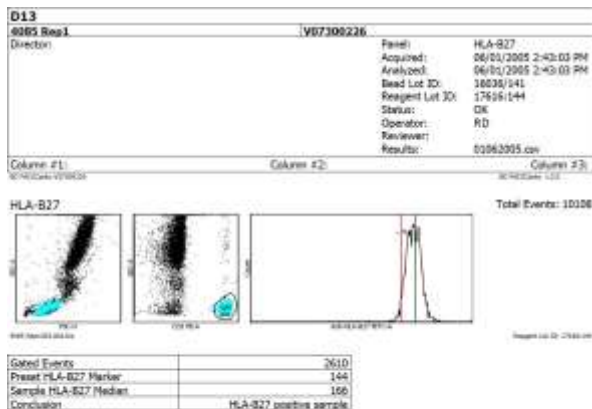 D13
4085 Rep1 V07300226
Director:
Panel: HLA-B27
Acquired: 06/01/2005 2:43:03 PM
Analyzed: 06/01/2005 2:43:03 PM
Bead Lot ID: 16036/141
Reagent Lot ID: 17616/144
Status: OK
Operator: RD
Reviewer:
Results: 01062005.csv
Column #1: Column #2: Column #3:
HLA-B27 Total Events: 10108
Gated Events 2610
Preset HLA-B27 Marker 144
Sample HLA-B27 Median 166
Conclusion HLA-B27 positive sample